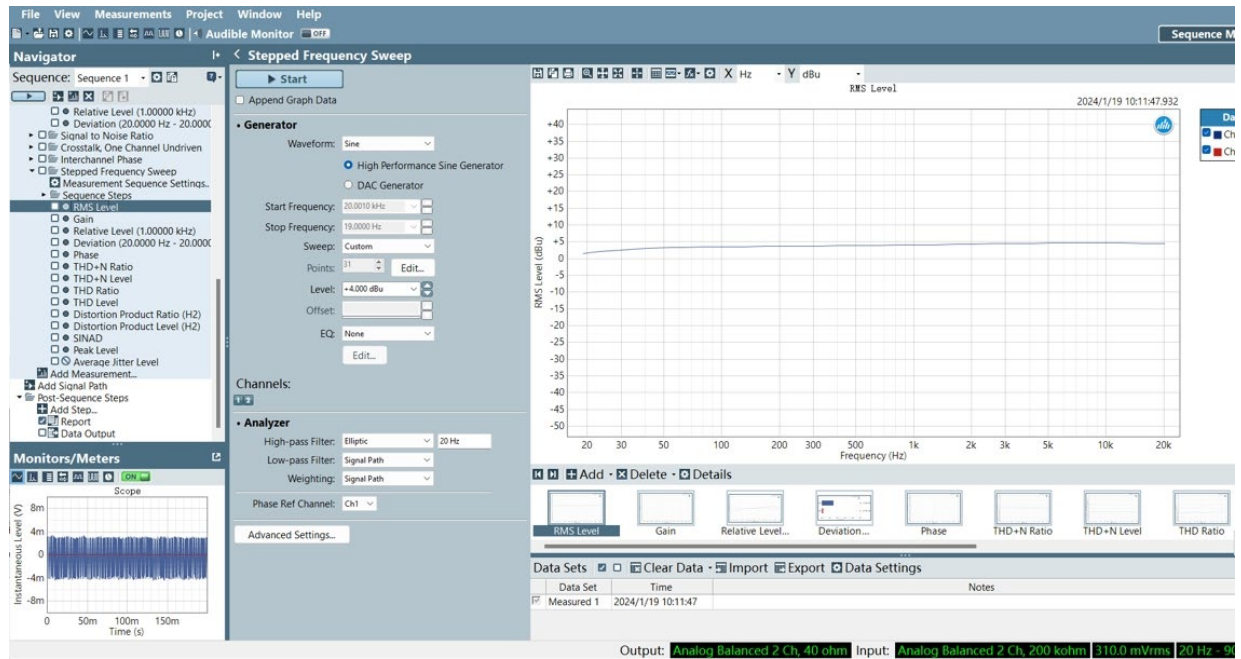 File View Measurements Project Window Help
Audible Monitor OFF
Sequence M
Navigator
Sequence: Sequence 1
Relative Level (1.00000 kHz)
Deviation (20.0000 Hz - 20.000(
Signal to Noise Ratio
Crosstalk, One Channel Undriven
Interchannel Phase
Stepped Frequency Sweep
Measurement Sequence Settings..
Sequence Steps
RMS Level
Gain
Relative Level (1.00000 kHz)
Deviation (20.0000 Hz - 20.000(
Phase
THD+N Ratio
THD+N Level
THD Ratio
THD Level
Distortion Product Ratio (H2)
Distortion Product Level (H2)
SINAD
Peak Level
Average Jitter Level
Add Measurement...
Add Signal Path
Post-Sequence Steps
Add Step...
Report
Data Output
Monitors/Meters
ON
Scope
Instantaneous Level (V)
8m
4m
0
-4m
-8m
0 50m 100m 150m
Time (s)
Stepped Frequency Sweep
Start
Append Graph Data
Generator
Waveform: Sine
High Performance Sine Generator
DAC Generator
Start Frequency: 20.0010 kHz
Stop Frequency: 19.0000 Hz
Sweep: Custom
Points: 31 Edit...
Level: +4.000 dBu
Offset:
EQ: None
Edit...
Channels:
1 2
Analyzer
High-pass Filter: Elliptic 20 Hz
Low-pass Filter: Signal Path
Weighting: Signal Path
Phase Ref Channel: Ch1
Advanced Settings...
X Hz Y dBu
RMS Level
2024/1/19 10:11:47.932
RMS Level (dBu)
+40
+35
+30
+25
+20
+15
+10
+5
0
-5
-10
-15
-20
-25
-30
-35
-40
-45
-50
20 30 50 100 200 300 500 1k 2k 3k 5k 10k 20k
Frequency (Hz)
Da
Ch
Ch
Add Delete Details
RMS Level Gain Relative Level... Deviation... Phase THD+N Ratio THD+N Level THD Ratio
Data Sets Clear Data Import Export Data Settings
Data Set Time Notes
Measured 1 2024/1/19 10:11:47
Output: Analog Balanced 2 Ch, 40 ohm Input: Analog Balanced 2 Ch, 200 kohm 310.0 mVrms 20 Hz - 90